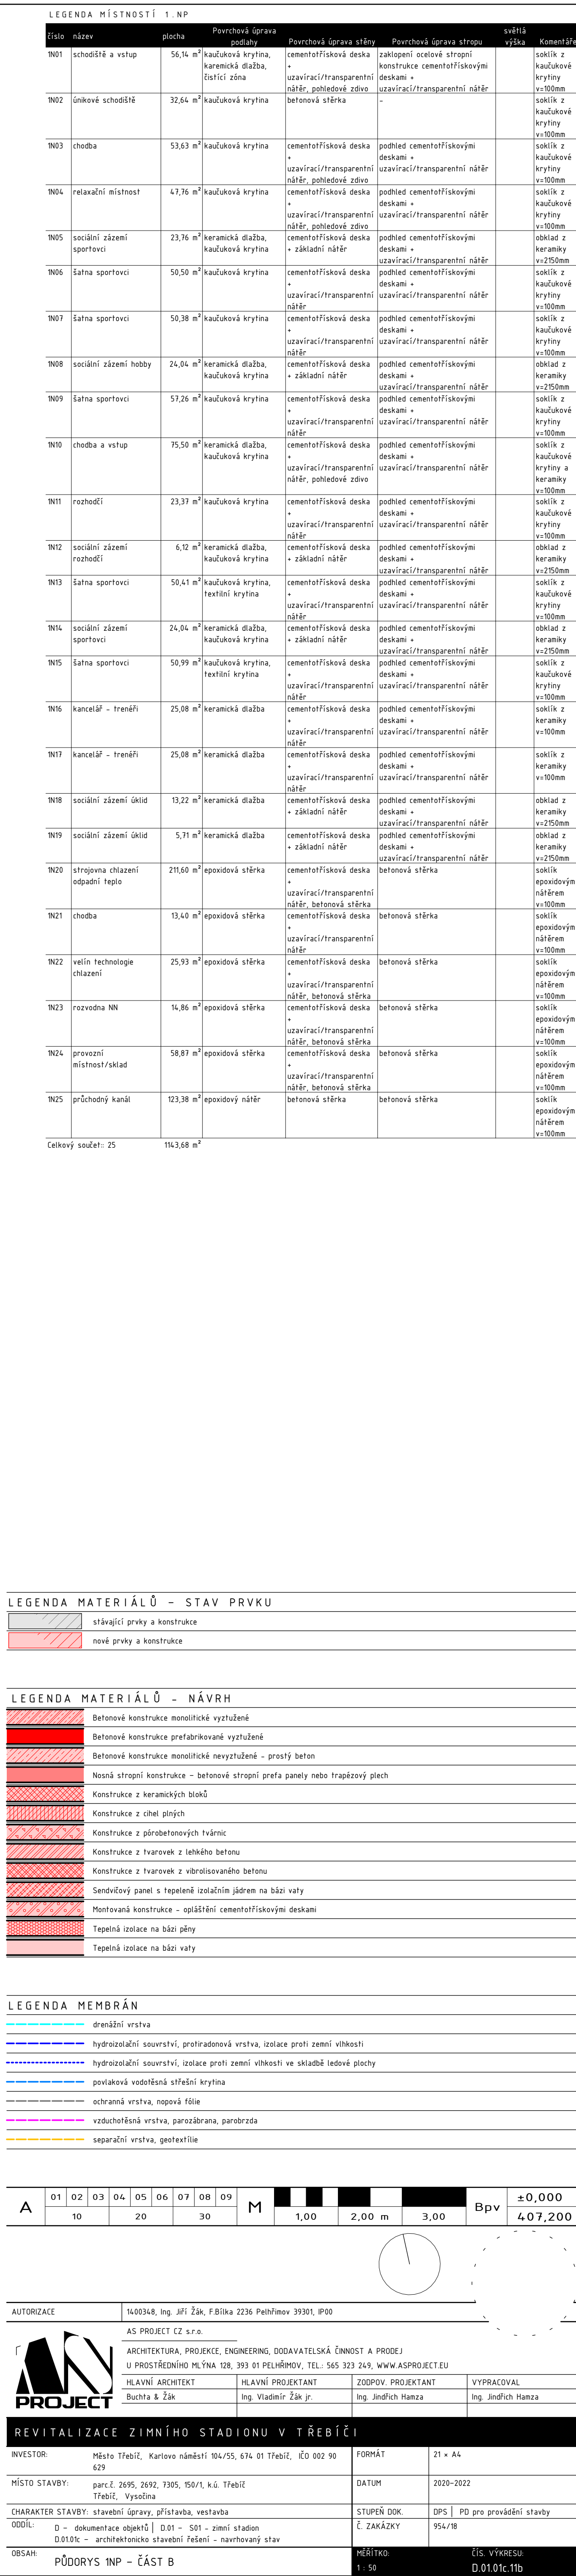 LEGENDA MÍSTNOSTÍ 1.NP
číslo název plocha Povrchová úprava podlahy Povrchová úprava stěny Povrchová úprava stropu světlá výška Komentáře
1N01 schodiště a vstup 56,14 m² kaučuková krytina, karemická dlažba, čistící zóna cementotřísková deska + uzavírací/transparentní nátěr, pohledové zdivo zaklopení ocelové stropní konstrukce cementotřískovými deskami + uzavírací/transparentní nátěr soklík z kaučukové krytiny v=100mm
1N02 únikové schodiště 32,64 m² kaučuková krytina betonová stěrka - soklík z kaučukové krytiny v=100mm
1N03 chodba 53,63 m² kaučuková krytina cementotřísková deska + uzavírací/transparentní nátěr, pohledové zdivo podhled cementotřískovými deskami + uzavírací/transparentní nátěr soklík z kaučukové krytiny v=100mm
1N04 relaxační místnost 47,76 m² kaučuková krytina cementotřísková deska + uzavírací/transparentní nátěr, pohledové zdivo podhled cementotřískovými deskami + uzavírací/transparentní nátěr soklík z kaučukové krytiny v=100mm
1N05 sociální zázemí sportovci 23,76 m² keramická dlažba, kaučuková krytina cementotřísková deska + základní nátěr podhled cementotřískovými deskami + uzavírací/transparentní nátěr obklad z keramiky v=2150mm
1N06 šatna sportovci 50,50 m² kaučuková krytina cementotřísková deska + uzavírací/transparentní nátěr podhled cementotřískovými deskami + uzavírací/transparentní nátěr soklík z kaučukové krytiny v=100mm
1N07 šatna sportovci 50,38 m² kaučuková krytina cementotřísková deska + uzavírací/transparentní nátěr podhled cementotřískovými deskami + uzavírací/transparentní nátěr soklík z kaučukové krytiny v=100mm
1N08 sociální zázemí hobby 24,04 m² keramická dlažba, kaučuková krytina cementotřísková deska + základní nátěr podhled cementotřískovými deskami + uzavírací/transparentní nátěr obklad z keramiky v=2150mm
1N09 šatna sportovci 57,26 m² kaučuková krytina cementotřísková deska + uzavírací/transparentní nátěr podhled cementotřískovými deskami + uzavírací/transparentní nátěr soklík z kaučukové krytiny v=100mm
1N10 chodba a vstup 75,50 m² keramická dlažba, kaučuková krytina cementotřísková deska + uzavírací/transparentní nátěr, pohledové zdivo podhled cementotřískovými deskami + uzavírací/transparentní nátěr soklík z kaučukové krytiny a keramiky v=100mm
1N11 rozhodčí 23,37 m² kaučuková krytina cementotřísková deska + uzavírací/transparentní nátěr podhled cementotřískovými deskami + uzavírací/transparentní nátěr soklík z kaučukové krytiny v=100mm
1N12 sociální zázemí rozhodčí 6,12 m² keramická dlažba, kaučuková krytina cementotřísková deska + základní nátěr podhled cementotřískovými deskami + uzavírací/transparentní nátěr obklad z keramiky v=2150mm
1N13 šatna sportovci 50,41 m² kaučuková krytina, textilní krytina cementotřísková deska + uzavírací/transparentní nátěr podhled cementotřískovými deskami + uzavírací/transparentní nátěr soklík z kaučukové krytiny v=100mm
1N14 sociální zázemí sportovci 24,04 m² keramická dlažba, kaučuková krytina cementotřísková deska + základní nátěr podhled cementotřískovými deskami + uzavírací/transparentní nátěr obklad z keramiky v=2150mm
1N15 šatna sportovci 50,99 m² kaučuková krytina, textilní krytina cementotřísková deska + uzavírací/transparentní nátěr podhled cementotřískovými deskami + uzavírací/transparentní nátěr soklík z kaučukové krytiny v=100mm
1N16 kancelář - trenéři 25,08 m² keramická dlažba cementotřísková deska + uzavírací/transparentní nátěr podhled cementotřískovými deskami + uzavírací/transparentní nátěr soklík z keramiky v=100mm
1N17 kancelář - trenéři 25,08 m² keramická dlažba cementotřísková deska + uzavírací/transparentní nátěr podhled cementotřískovými deskami + uzavírací/transparentní nátěr soklík z keramiky v=100mm
1N18 sociální zázemí úklid 13,22 m² keramická dlažba cementotřísková deska + základní nátěr podhled cementotřískovými deskami + uzavírací/transparentní nátěr obklad z keramiky v=2150mm
1N19 sociální zázemí úklid 5,71 m² keramická dlažba cementotřísková deska + základní nátěr podhled cementotřískovými deskami + uzavírací/transparentní nátěr obklad z keramiky v=2150mm
1N20 strojovna chlazení odpadní teplo 211,60 m² epoxidová stěrka cementotřísková deska + uzavírací/transparentní nátěr, betonová stěrka betonová stěrka soklík epoxidovým nátěrem v=100mm
1N21 chodba 13,40 m² epoxidová stěrka cementotřísková deska + uzavírací/transparentní nátěr betonová stěrka soklík epoxidovým nátěrem v=100mm
1N22 velín technologie chlazení 25,93 m² epoxidová stěrka cementotřísková deska + uzavírací/transparentní nátěr, betonová stěrka betonová stěrka soklík epoxidovým nátěrem v=100mm
1N23 rozvodna NN 14,86 m² epoxidová stěrka cementotřísková deska + uzavírací/transparentní nátěr, betonová stěrka betonová stěrka soklík epoxidovým nátěrem v=100mm
1N24 provozní místnost/sklad 58,87 m² epoxidová stěrka cementotřísková deska + uzavírací/transparentní nátěr, betonová stěrka betonová stěrka soklík epoxidovým nátěrem v=100mm
1N25 průchodný kanál 123,38 m² epoxidový nátěr betonová stěrka betonová stěrka soklík epoxidovým nátěrem v=100mm
Celkový součet:: 25 1143,68 m²
LEGENDA MATERIÁLŮ – STAV PRVKU
stávající prvky a konstrukce
nové prvky a konstrukce
LEGENDA MATERIÁLŮ - NÁVRH
Betonové konstrukce monolitické vyztužené
Betonové konstrukce prefabrikované vyztužené
Betonové konstrukce monolitické nevyztužené - prostý beton
Nosná stropní konstrukce – betonové stropní prefa panely nebo trapézový plech
Konstrukce z keramických bloků
Konstrukce z cihel plných
Konstrukce z pórobetonových tvárnic
Konstrukce z tvarovek z lehkého betonu
Konstrukce z tvarovek z vibrolisovaného betonu
Sendvičový panel s tepeleně izolačním jádrem na bázi vaty
Montovaná konstrukce - opláštění cementotřískovými deskami
Tepelná izolace na bázi pěny
Tepelná izolace na bázi vaty
LEGENDA MEMBRÁN
drenážní vrstva
hydroizolační souvrství, protiradonová vrstva, izolace proti zemní vlhkosti
hydroizolační souvrství, izolace proti zemní vlhkosti ve skladbě ledové plochy
povlaková vodotěsná střešní krytina
ochranná vrstva, nopová fólie
vzduchotěsná vrstva, parozábrana, parobrzda
separační vrstva, geotextílie
A 01 02 03 04 05 06 07 08 09 M Bpv ±0,000
10 20 30 1,00 2,00 m 3,00 407,200
AUTORIZACE 1400348, Ing. Jiří Žák, F.Bílka 2236 Pelhřimov 39301, IP00
AS PROJECT CZ s.r.o.
ARCHITEKTURA, PROJEKCE, ENGINEERING, DODAVATELSKÁ ČINNOST A PRODEJ
U PROSTŘEDNÍHO MLÝNA 128, 393 01 PELHŘIMOV, TEL.: 565 323 249, WWW.ASPROJECT.EU
PROJECT
HLAVNÍ ARCHITEKT HLAVNÍ PROJEKTANT ZODPOV. PROJEKTANT VYPRACOVAL
Buchta & Žák Ing. Vladimír Žák jr. Ing. Jindřich Hamza Ing. Jindřich Hamza
REVITALIZACE ZIMNÍHO STADIONU V TŘEBÍČI
INVESTOR: Město Třebíč, Karlovo náměstí 104/55, 674 01 Třebíč, IČO 002 90 629 FORMÁT 21 × A4
MÍSTO STAVBY: parc.č. 2695, 2692, 7305, 150/1, k.ú. Třebíč DATUM 2020-2022
Třebíč, Vysočina
CHARAKTER STAVBY: stavební úpravy, přístavba, vestavba STUPEŇ DOK. DPS | PD pro provádění stavby
ODDÍL: D – dokumentace objektů | D.01 – S01 - zimní stadion Č. ZAKÁZKY 954/18
D.01.01c – architektonicko stavební řešení - navrhovaný stav
OBSAH: PŮDORYS 1NP – ČÁST B MĚŘÍTKO: ČÍS. VÝKRESU:
1 : 50 D.01.01c.11b